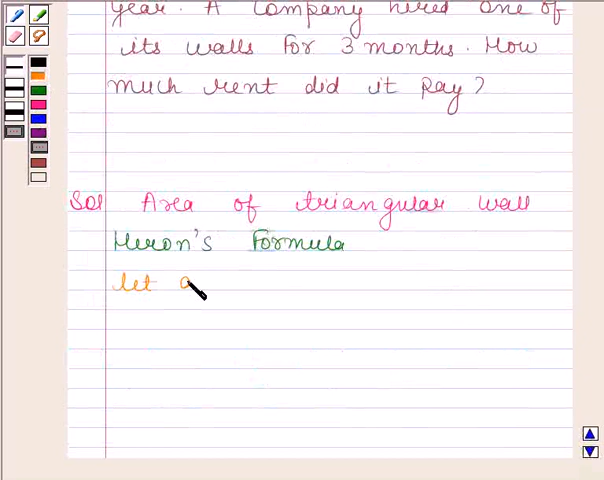 year. A Company hired one of
its walls for 3 months. How
much rent did it pay?
Sol Area of triangular wall
Heron's Formula
let a